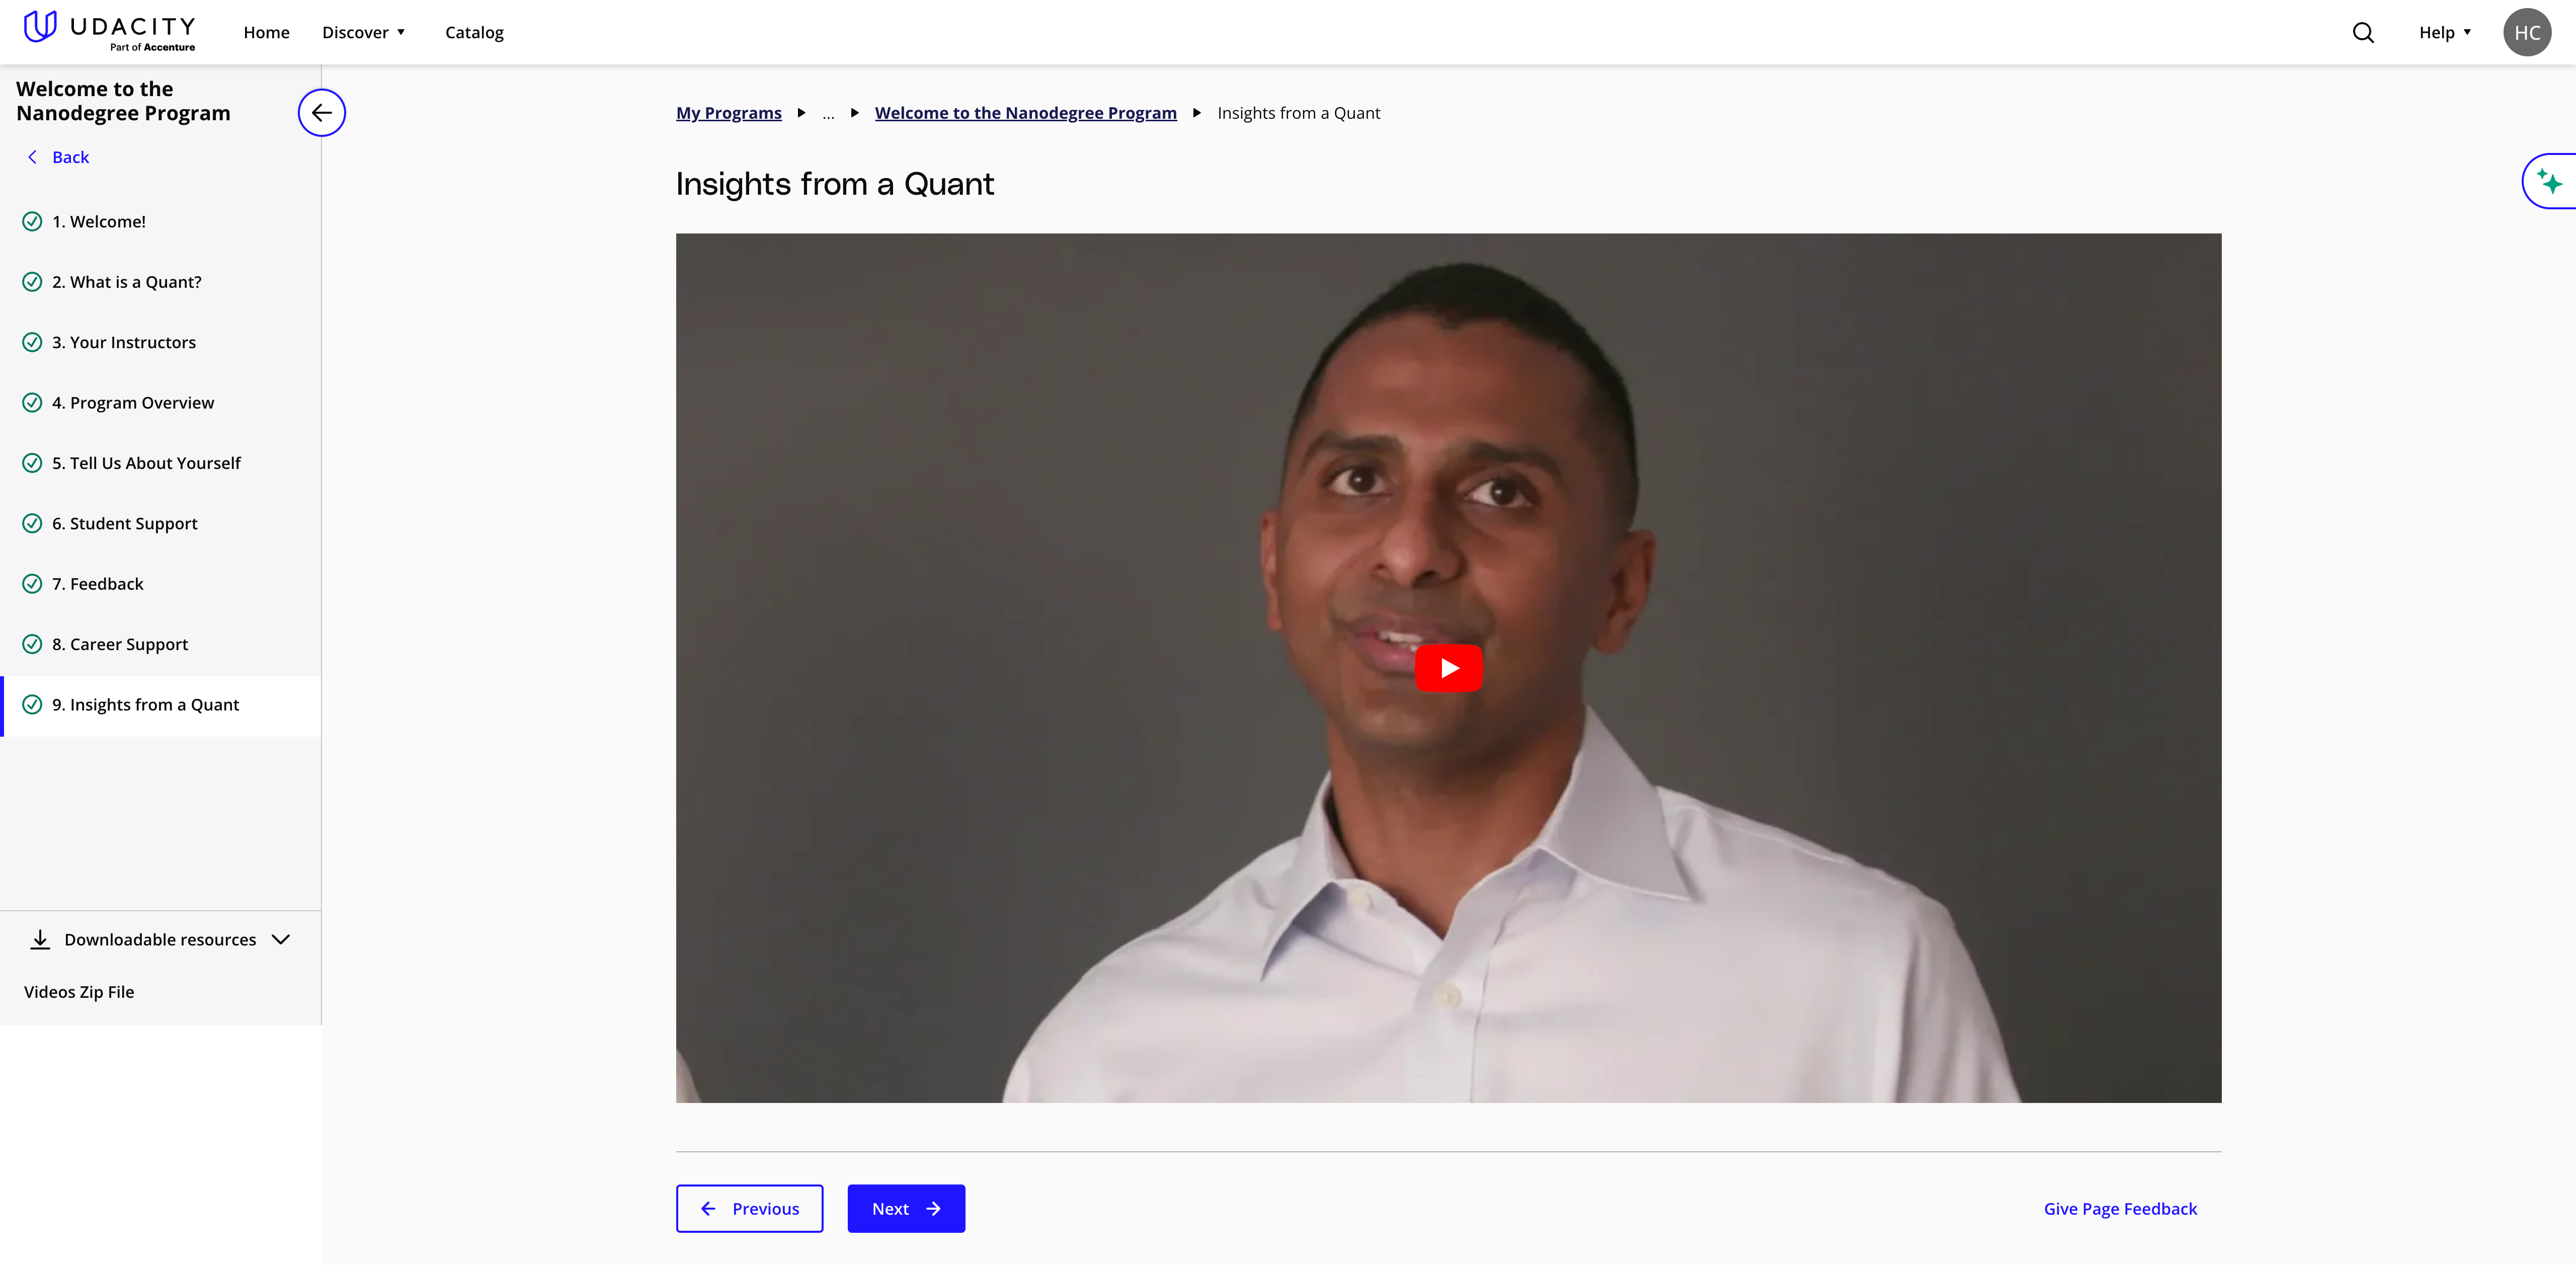 UDACITY
Part of Accenture
Home
Discover
Catalog
Help
HC
Welcome to the
Nanodegree Program
Back
1. Welcome!
2. What is a Quant?
3. Your Instructors
4. Program Overview
5. Tell Us About Yourself
6. Student Support
7. Feedback
8. Career Support
9. Insights from a Quant
Downloadable resources
Videos Zip File
My Programs ... Welcome to the Nanodegree Program Insights from a Quant
Insights from a Quant
Previous
Next
Give Page Feedback